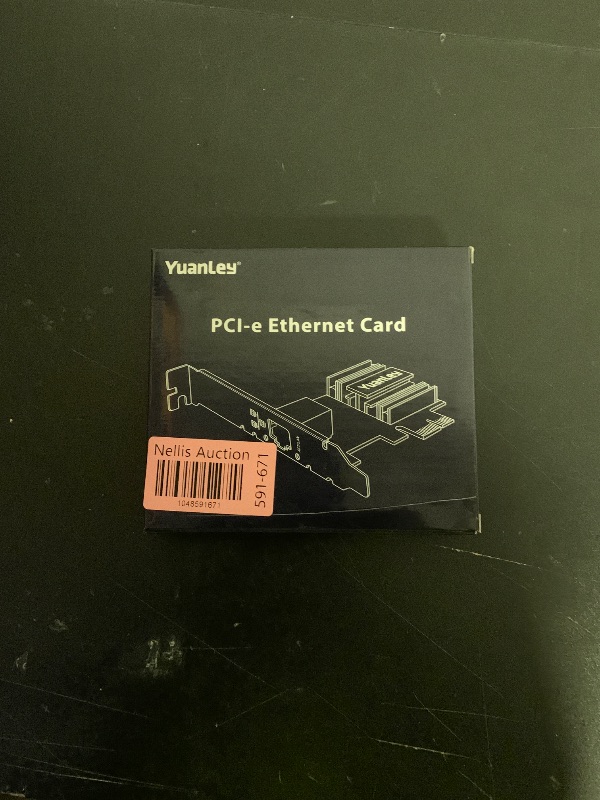 YuanLey®
PCI-e Ethernet Card
YuanLey
Nellis Auction
1048591671
591-671